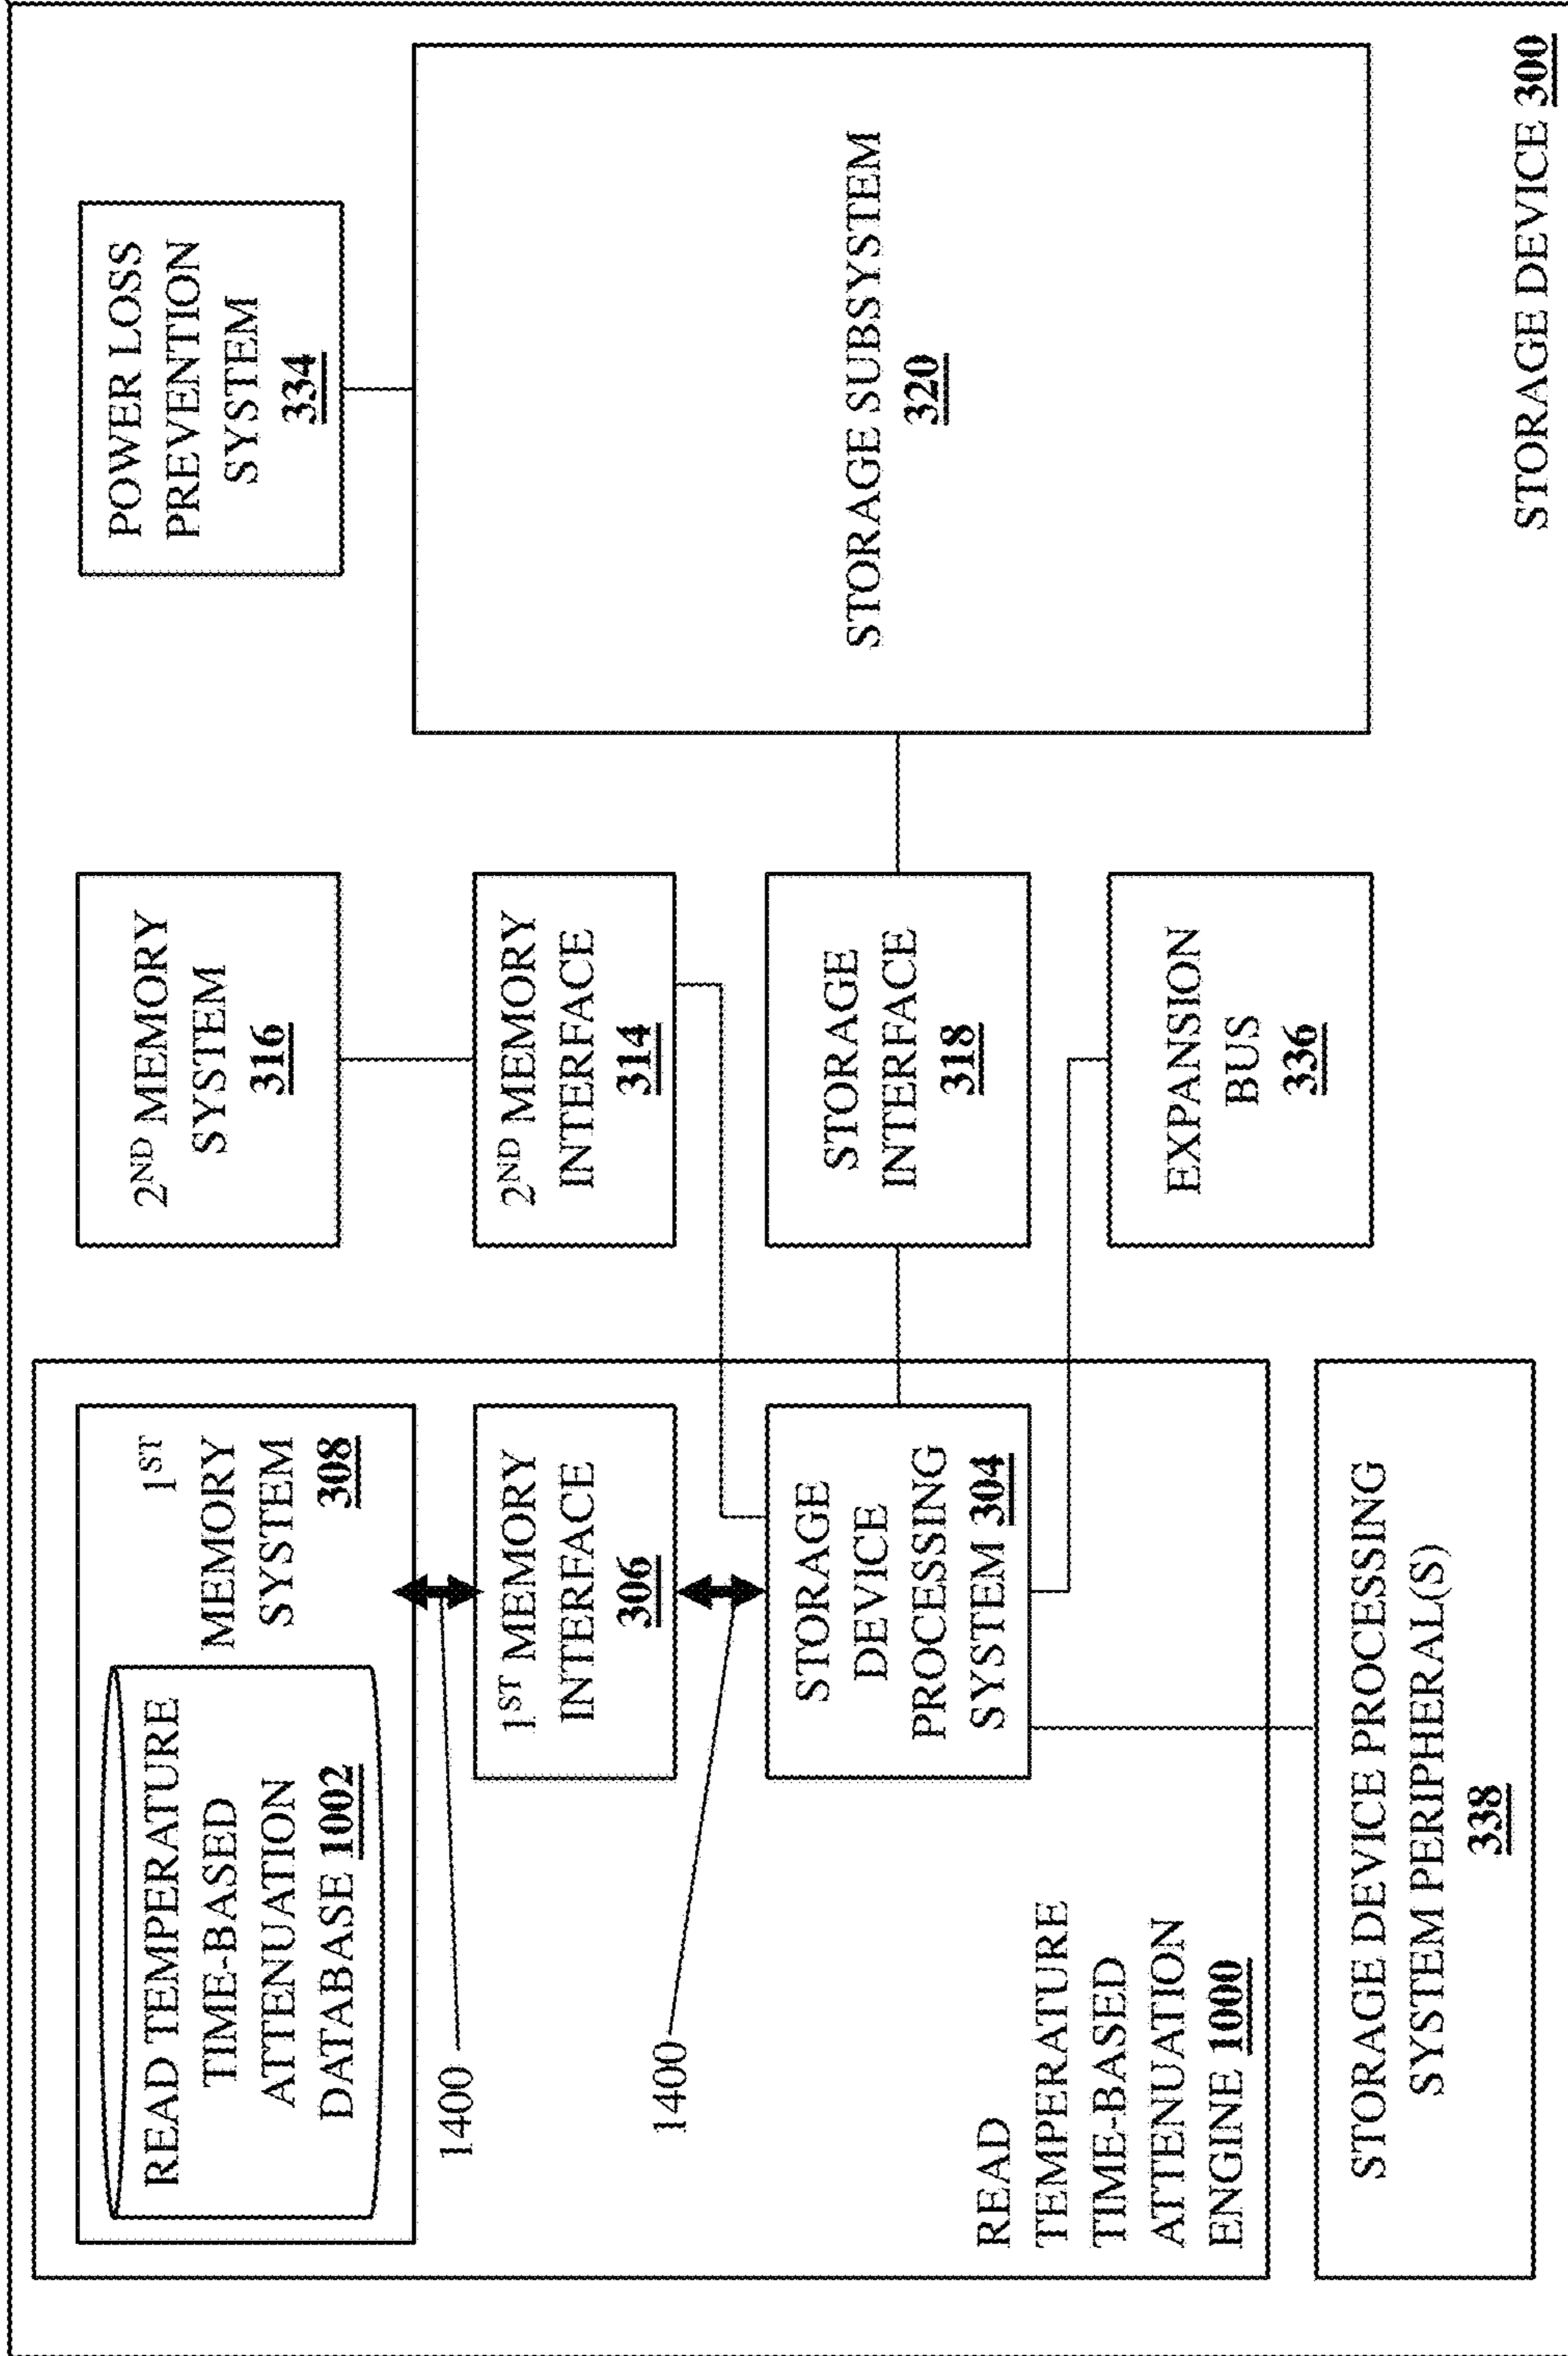 READ TEMPERATURE
TIME-BASED
ATTENUATION
DATABASE 1002
1ST
MEMORY
SYSTEM
308
1400
1ST MEMORY
INTERFACE
306
1400
STORAGE
DEVICE
PROCESSING
SYSTEM 304
READ
TEMPERATURE
TIME-BASED
ATTENUATION
ENGINE 1000
STORAGE DEVICE PROCESSING
SYSTEM PERIPHERAL(S)
338
2ND MEMORY
SYSTEM
316
2ND MEMORY
INTERFACE
314
STORAGE
INTERFACE
318
EXPANSION
BUS
336
POWER LOSS
PREVENTION
SYSTEM
334
STORAGE SUBSYSTEM
320
STORAGE DEVICE 300